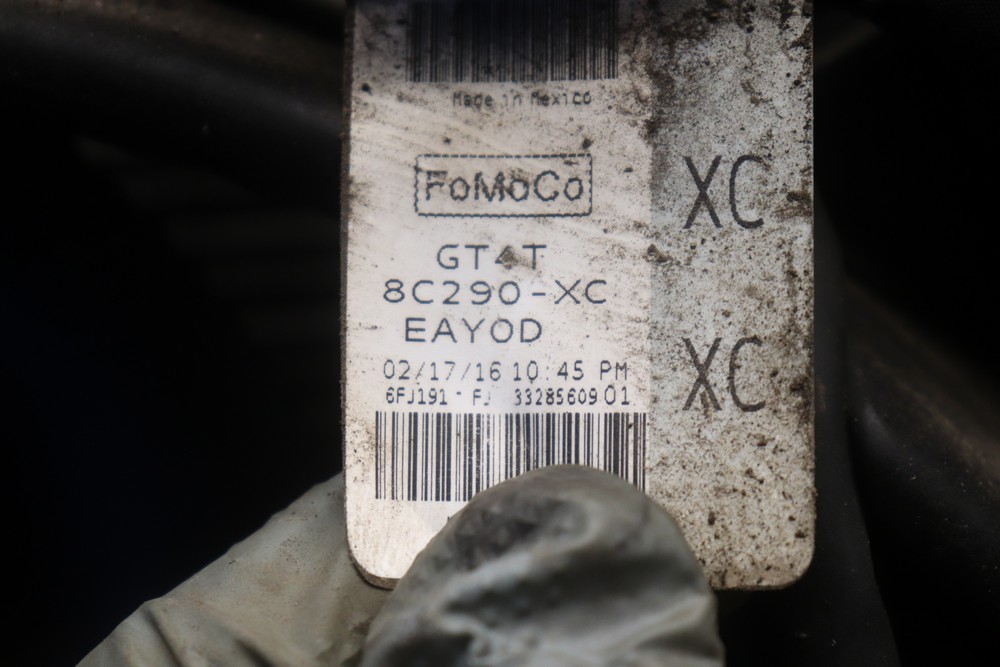 Made in Mexico
FoMoCo
GT4T
8C290-XC
EAYOD
02/17/16 10:45 PM
6FJ191 FJ 33285609 01
XC
XC